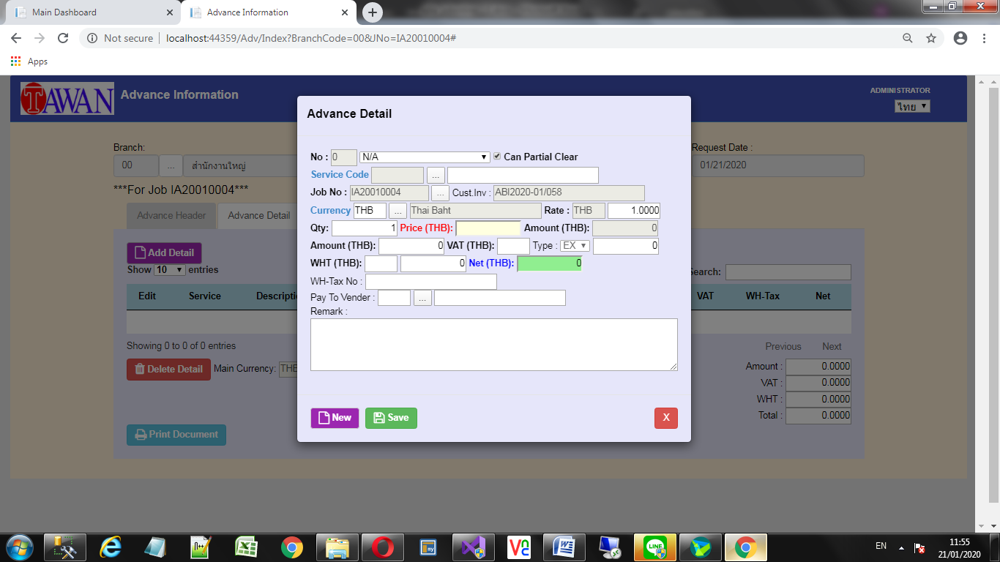 Main Dashboard
Advance Information
Not secure
localhost:44359/Adv/Index?BranchCode=00&JNo=IA20010004#
Apps
TAWAN
Advance Information
ADMINISTRATOR
ไทย
Branch:
00
...
สำนักงานใหญ่
Request Date :
01/21/2020
***For Job IA20010004***
Advance Header
Advance Detail
Add Detail
Show 10 entries
Search:
Edit Service
VAT WH-Tax Net
Showing 0 to 0 of 0 entries
Previous Next
Delete Detail
Main Currency:
Amount : 0.0000
VAT : 0.0000
WHT : 0.0000
Total : 0.0000
Print Document
Advance Detail
No : 0 N/A Can Partial Clear
Service Code ...
Job No : IA20010004 ... Cust.Inv : ABI2020-01/058
Currency THB ... Thai Baht Rate : THB 1.0000
Qty: 1 Price (THB): Amount (THB): 0
Amount (THB): 0 VAT (THB): Type : EX 0
WHT (THB): 0 Net (THB): 0
WH-Tax No :
Pay To Vender : ...
Remark :
New
Save
X
LINE
EN
11:55
21/01/2020